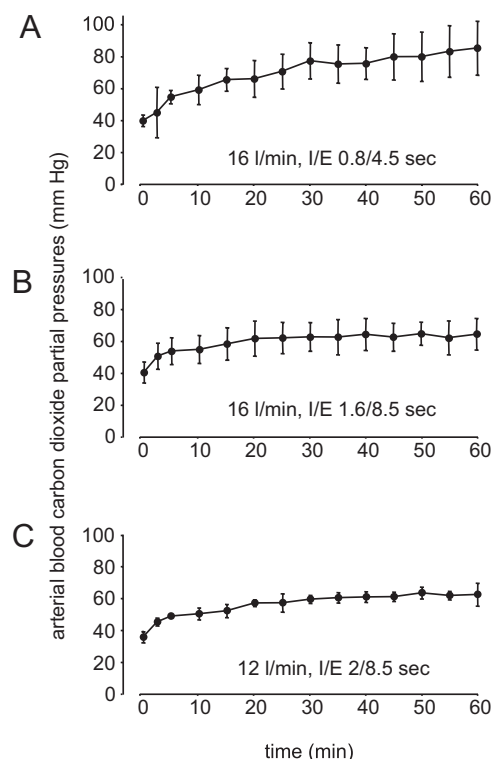 arterial blood carbon dioxide partial pressures (mm Hg)
A
100
80
60
40
20
0
16 l/min, I/E 0.8/4.5 sec
0 10 20 30 40 50 60
B
100
80
60
40
20
0
16 l/min, I/E 1.6/8.5 sec
0 10 20 30 40 50 60
C
100
80
60
40
20
0
12 l/min, I/E 2/8.5 sec
0 10 20 30 40 50 60
time (min)